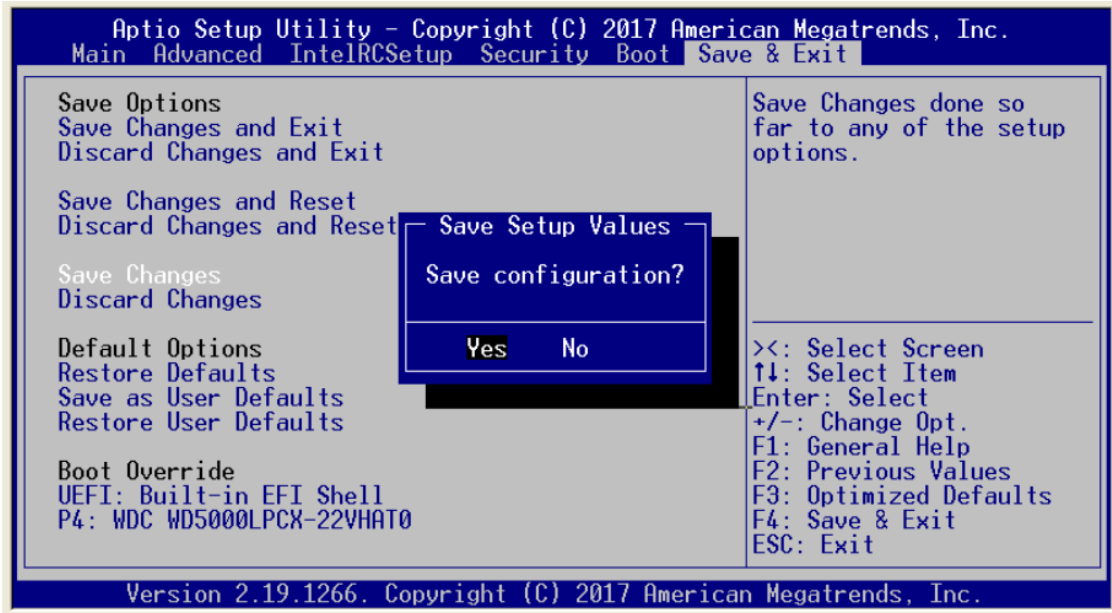 Aptio Setup Utility – Copyright (C) 2017 American Megatrends, Inc.
Main Advanced IntelRCSetup Security Boot Save & Exit
Save Options
Save Changes and Exit
Discard Changes and Exit
Save Changes and Reset
Discard Changes and Reset
Save Changes
Discard Changes
Default Options
Restore Defaults
Save as User Defaults
Restore User Defaults
Boot Override
UEFI: Built-in EFI Shell
P4: WDC WD5000LPCX-22VHAT0
Save Setup Values
Save configuration?
Yes No
Save Changes done so
far to any of the setup
options.
><: Select Screen
↑↓: Select Item
Enter: Select
+/-: Change Opt.
F1: General Help
F2: Previous Values
F3: Optimized Defaults
F4: Save & Exit
ESC: Exit
Version 2.19.1266. Copyright (C) 2017 American Megatrends, Inc.